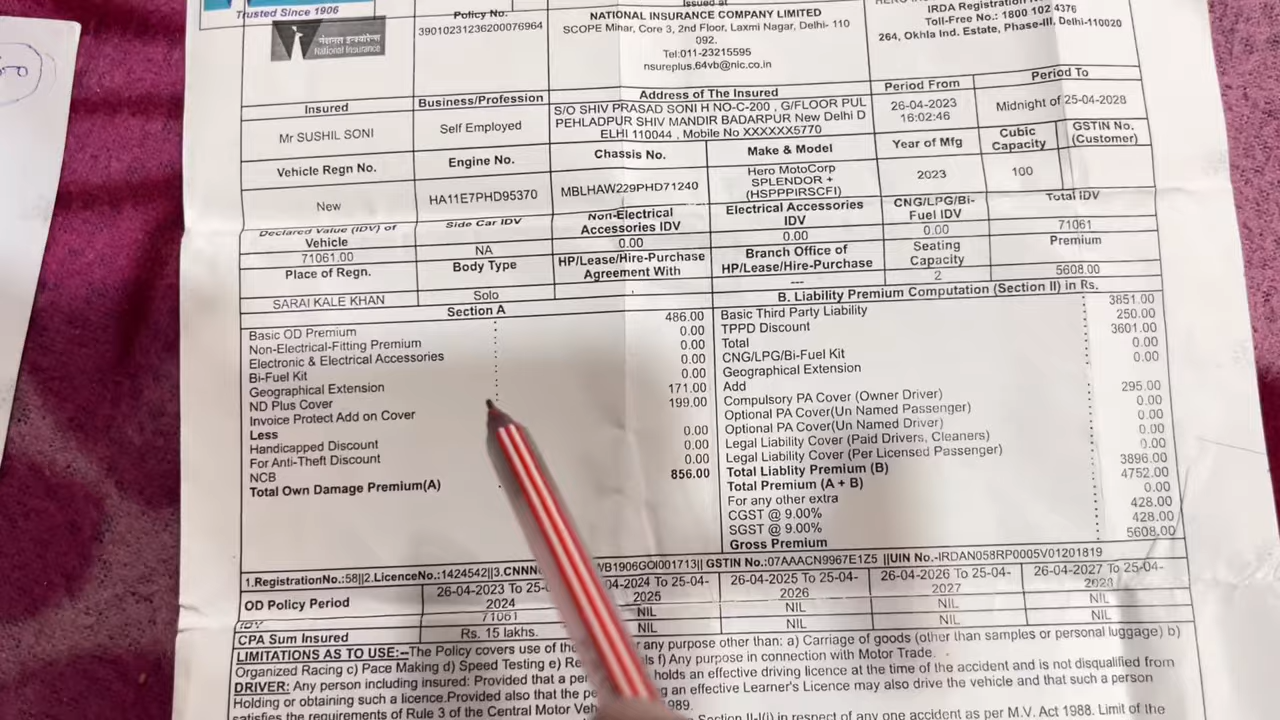 Trusted Since 1906
नेशनल इन्श्योरेन्स
National Insurance
Policy No.
39010231236200076964
Issued at
NATIONAL INSURANCE COMPANY LIMITED
SCOPE Mihar, Core 3, 2nd Floor, Laxmi Nagar, Delhi- 110
092.
Tel:011-23215595
nsureplus.64vb@nic.co.in
IRDA Registration
Toll-Free No.: 1800 102 4376
264, Okhla Ind. Estate, Phase-III, Delhi-110020
Insured
Business/Profession
Address of The Insured
Period From
Period To
Mr SUSHIL SONI
Self Employed
S/O SHIV PRASAD SONI H NO-C-200 , G/FLOOR PUL
PEHLADPUR SHIV MANDIR BADARPUR New Delhi D
ELHI 110044 , Mobile No XXXXXX5770
26-04-2023
16:02:46
Midnight of 25-04-2028
Vehicle Regn No.
Engine No.
Chassis No.
Make & Model
Year of Mfg
Cubic
Capacity
GSTIN No.
(Customer)
New
HA11E7PHD95370
MBLHAW229PHD71240
Hero MotoCorp
SPLENDOR +
(HSPPPIRSCFI)
2023
100
Declared Value (IDV) of
Vehicle
Side Car IDV
Non-Electrical
Accessories IDV
Electrical Accessories
IDV
CNG/LPG/Bi-
Fuel IDV
Total IDV
71061.00
NA
0.00
0.00
0.00
71061
Place of Regn.
Body Type
HP/Lease/Hire-Purchase
Agreement With
Branch Office of
HP/Lease/Hire-Purchase
Seating
Capacity
Premium
SARAI KALE KHAN
Solo
---
2
5608.00
Section A
B. Liability Premium Computation (Section II) in Rs.
Basic OD Premium : 486.00
Non-Electrical-Fitting Premium : 0.00
Electronic & Electrical Accessories : 0.00
Bi-Fuel Kit : 0.00
Geographical Extension : 0.00
ND Plus Cover : 171.00
Invoice Protect Add on Cover 199.00
Less
Handicapped Discount 0.00
For Anti-Theft Discount 0.00
NCB 0.00
Total Own Damage Premium(A) 856.00
Basic Third Party Liability : 3851.00
TPPD Discount : 250.00
Total : 3601.00
CNG/LPG/Bi-Fuel Kit : 0.00
Geographical Extension : 0.00
Add
Compulsory PA Cover (Owner Driver) : 295.00
Optional PA Cover(Un Named Passenger) : 0.00
Optional PA Cover(Un Named Passenger) : 0.00
Legal Liability Cover (Paid Drivers, Cleaners) : 0.00
Legal Liability Cover (Per Licensed Passenger) : 0.00
Total Liablity Premium (B) : 3896.00
Total Premium (A + B) : 4752.00
For any other extra : 0.00
CGST @ 9.00% : 428.00
SGST @ 9.00% : 428.00
Gross Premium : 5608.00
1.RegistrationNo.:58||2.LicenceNo.:1424542||3.CNNN B1906GOI001713|| GSTIN No.:07AAACN9967E1Z5 ||UIN No.-IRDAN058RP0005V01201819
OD Policy Period
26-04-2023 To 25-
2024
-04-2024 To 25-04-
2025
26-04-2025 To 25-04-
2026
26-04-2026 To 25-04-
2027
26-04-2027 To 25-04-
2028
IDV 71061 NIL NIL NIL NIL
CPA Sum Insured Rs. 15 lakhs. NIL NIL NIL NIL
LIMITATIONS AS TO USE:--The Policy covers use of the any purpose other than: a) Carriage of goods (other than samples or personal luggage) b)
Organized Racing c) Pace Making d) Speed Testing e) Re ls f) Any purpose in connection with Motor Trade.
DRIVER: Any person including insured: Provided that a per holds an effective driving licence at the time of the accident and is not disqualified from
Holding or obtaining such a licence.Provided also that the pe ng an effective Learner's Licence may also drive the vehicle and that such a person
satisfies the requirements of Rule 3 of the Central Motor Veh 989.
Section II-I(i) in respect of any one accident as per M.V. Act 1988. Limit of the